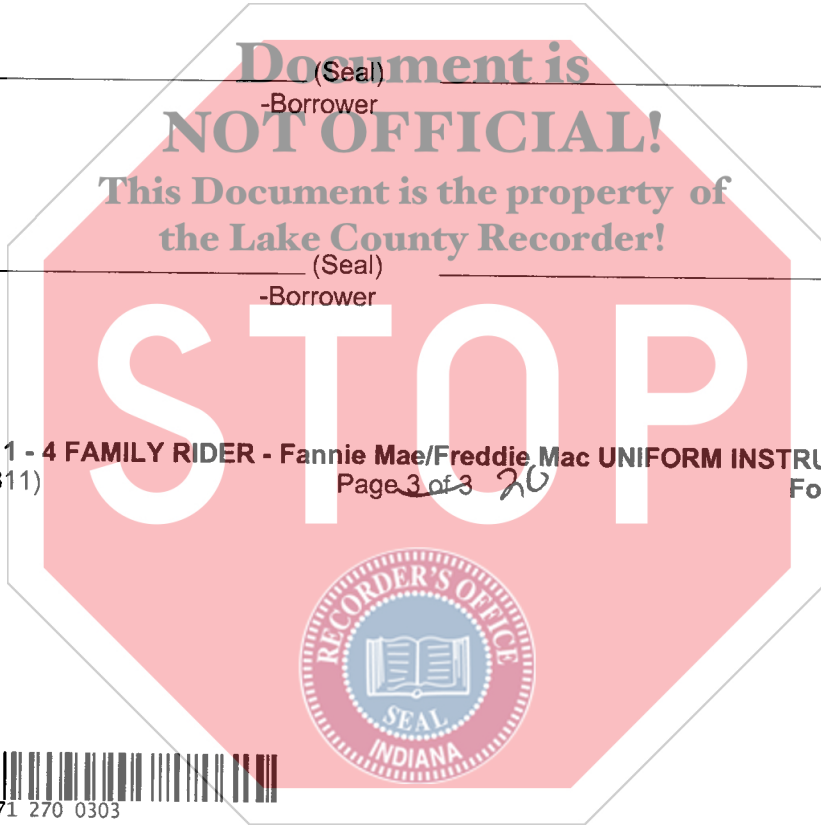 Document is
(Seal)
-Borrower
NOT OFFICIAL!
This Document is the property of
the Lake County Recorder!
(Seal)
-Borrower
STOP
1 - 4 FAMILY RIDER - Fannie Mae/Freddie Mac UNIFORM INSTRU
311)
Page 3 of 3 20
Fo
RECORDER'S OFFICE
SEAL
INDIANA
71 270 0303